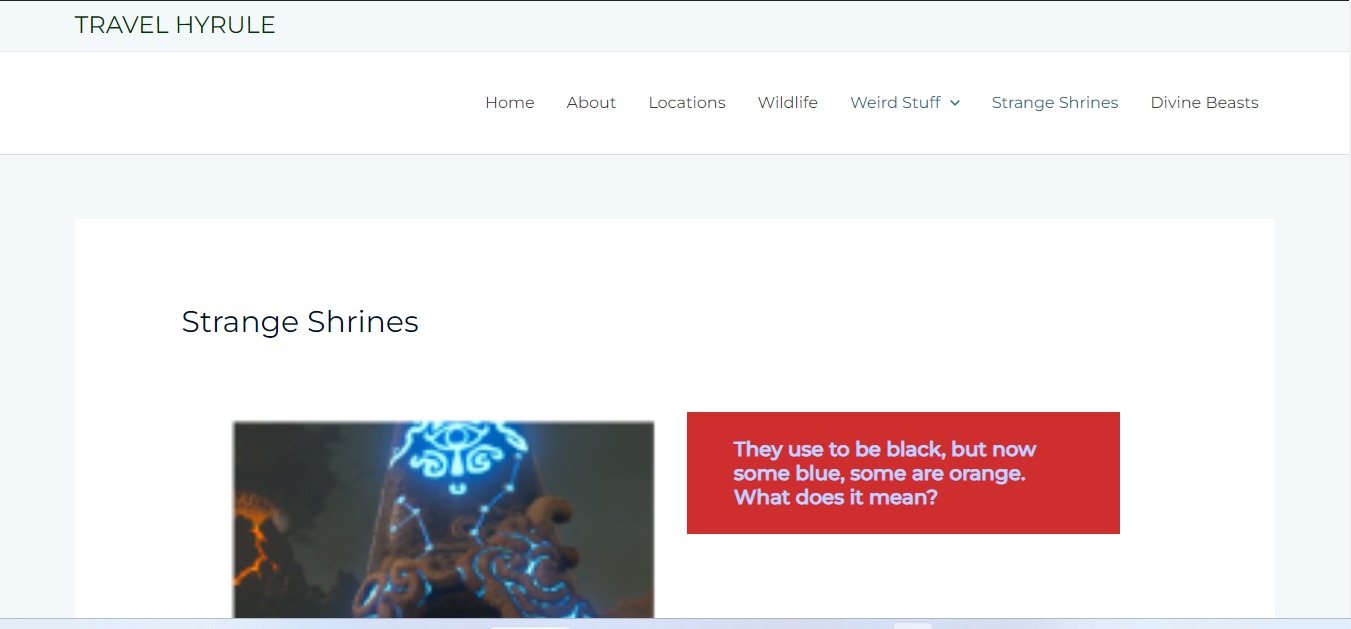 TRAVEL HYRULE
Home About Locations Wildlife Weird Stuff Strange Shrines Divine Beasts
Strange Shrines
They use to be black, but now
some blue, some are orange.
What does it mean?